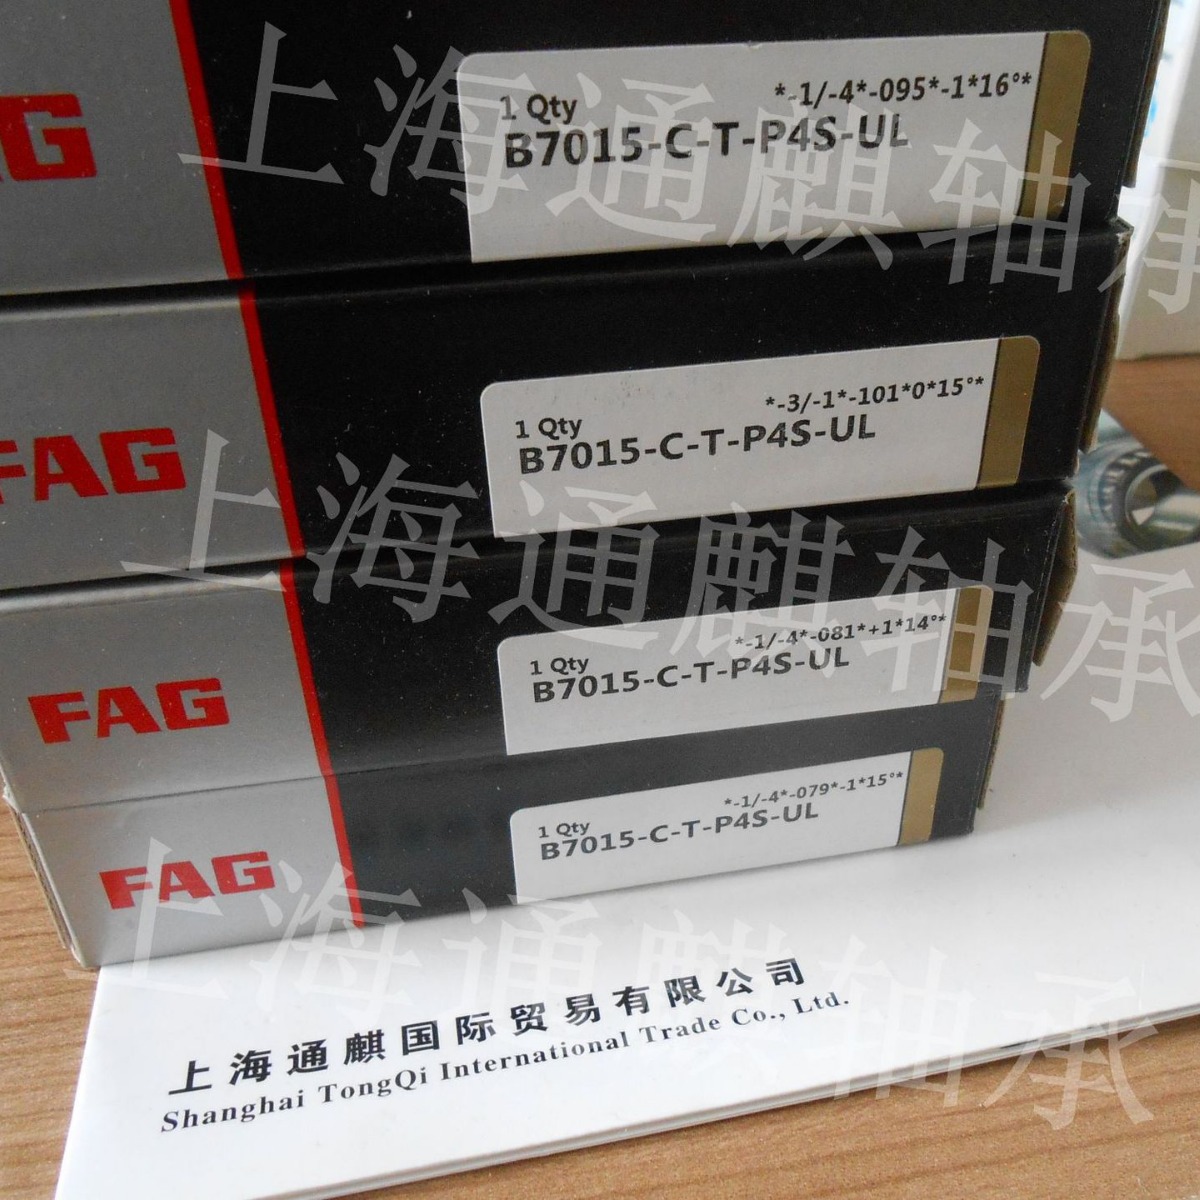 FAG
1 Qty
*-1/-4*-095*-1*16°*
B7015-C-T-P4S-UL
上海通麒轴承
FAG
1 Qty
*-3/-1*-101*0*15°*
B7015-C-T-P4S-UL
上海通麒轴承
FAG
1 Qty
*-1/-4*-081*+1*14°*
B7015-C-T-P4S-UL
FAG
1 Qty
*-1/-4*-079*-1*15°*
B7015-C-T-P4S-UL
上海通麒轴承
上海通麒国际贸易有限公司
Shanghai TongQi International Trade Co., Ltd.